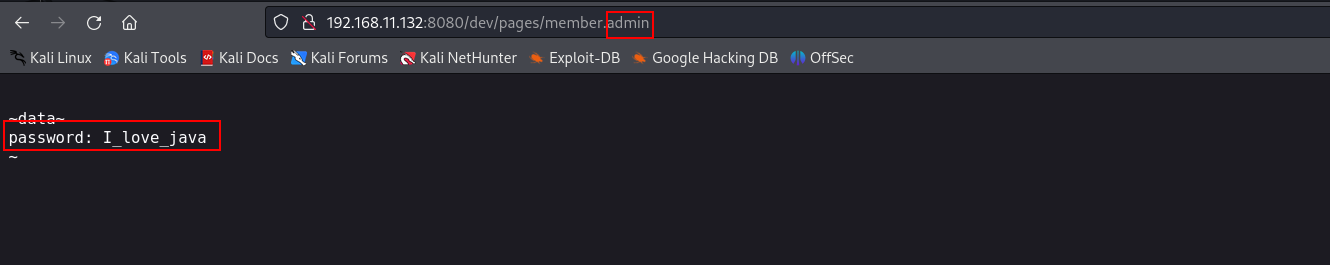 192.168.11.132:8080/dev/pages/member.admin
Kali Linux Kali Tools Kali Docs Kali Forums Kali NetHunter Exploit-DB Google Hacking DB OffSec
~data~
password: I_love_java
~